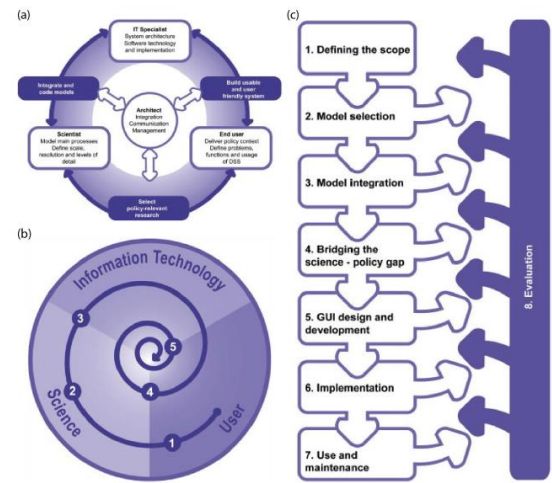 (a)
IT Specialist
System architecture
Software technology
and implementation
Integrate and
code models
Build usable
and user
friendly system
Architect
Integration
Communication
Management
Scientist
Model main processes
Define scale,
resolution and levels of
detail
End user
Deliver policy context
Define problems,
functions and usage
of DSS
Select
policy-relevant
research
(b)
Information Technology
Science
User
1
2
3
4
5
(c)
1. Defining the scope
2. Model selection
3. Model integration
4. Bridging the
science - policy gap
5. GUI design and
development
6. Implementation
7. Use and
maintenance
8. Evaluation